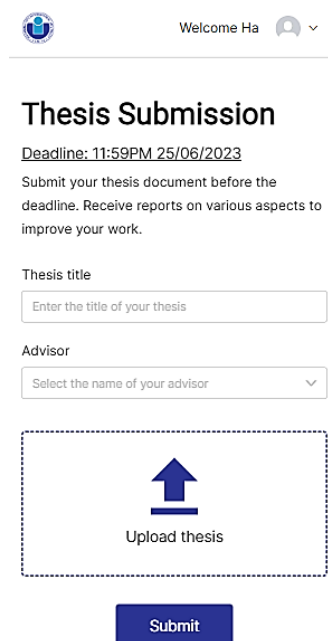 Welcome Ha
Thesis Submission
Deadline: 11:59PM 25/06/2023
Submit your thesis document before the
deadline. Receive reports on various aspects to
improve your work.
Thesis title
Enter the title of your thesis
Advisor
Select the name of your advisor
Upload thesis
Submit